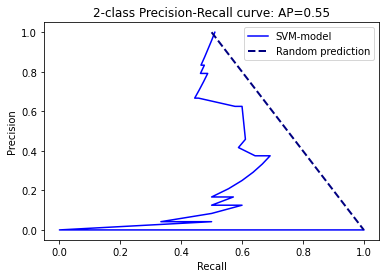 2-class Precision-Recall curve: AP=0.55
SVM-model
Random prediction
1.0
0.8
0.6
0.4
0.2
0.0
Precision
0.0 0.2 0.4 0.6 0.8 1.0
Recall